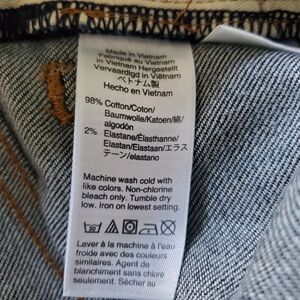 Made in Vietnam
Fabriqué au Vietnam
in Vietnam Hergestellt
Vervaardigd in Viëtnam
ベトナム製
Hecho en Vietnam
98% Cotton/Coton/
Baumwolle/Katoen/綿/
algodón
2% Elastane/Élasthanne/
Elastan/Elastaan/エラス
テーン/elastano
Machine wash cold with
like colors. Non-chlorine
bleach only. Tumble dry
low. Iron on lowest setting.
Laver à la machine à l'eau
froide avec des couleurs
similaires. Agent de
blanchiment sans chlore
seulement. Sécher au